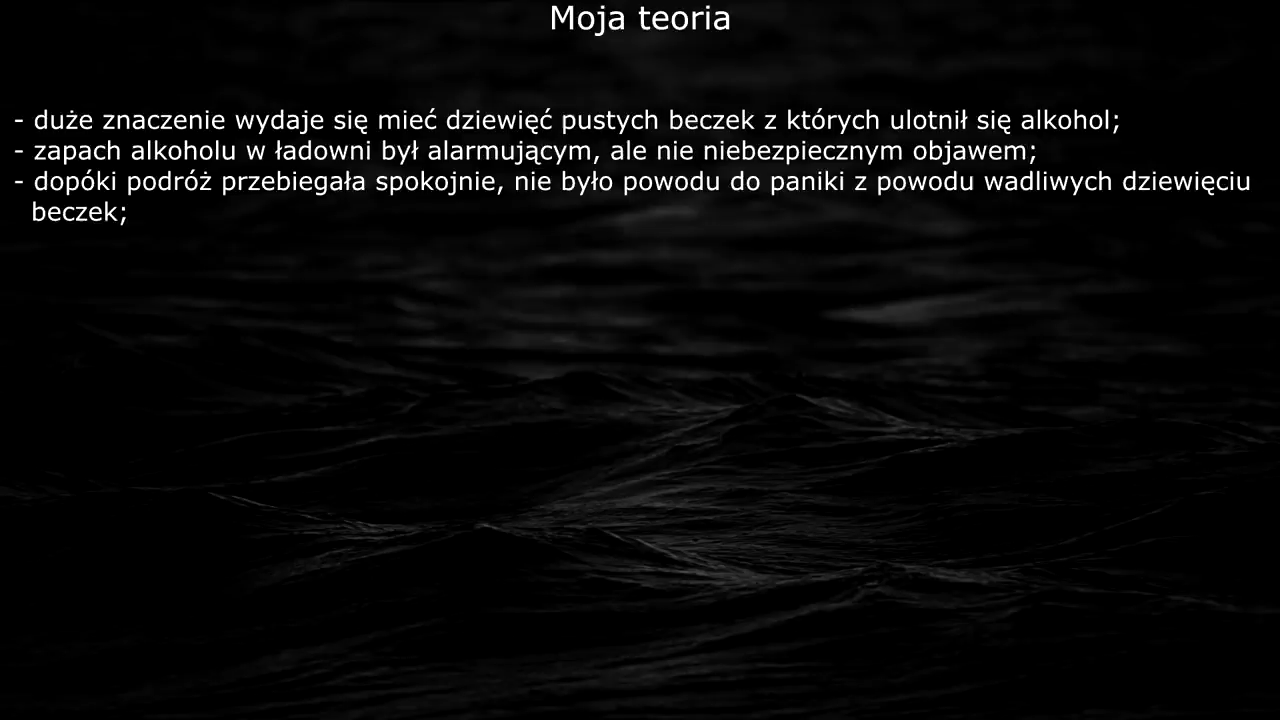 Moja teoria
- duże znaczenie wydaje się mieć dziewięć pustych beczek z których ulotnił się alkohol;
- zapach alkoholu w ładowni był alarmującym, ale nie niebezpiecznym objawem;
- dopóki podróż przebiegała spokojnie, nie było powodu do paniki z powodu wadliwych dziewięciu
beczek;